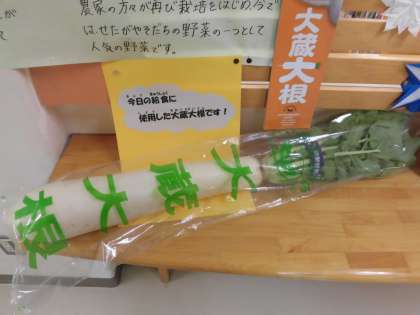 が
農家の方々が再び栽培をはじめ、今で
はせたがやそだちの野菜の一つとして
人気の野菜です。
大蔵大根
今日の給食に
使用した大蔵大根です！
大蔵大根